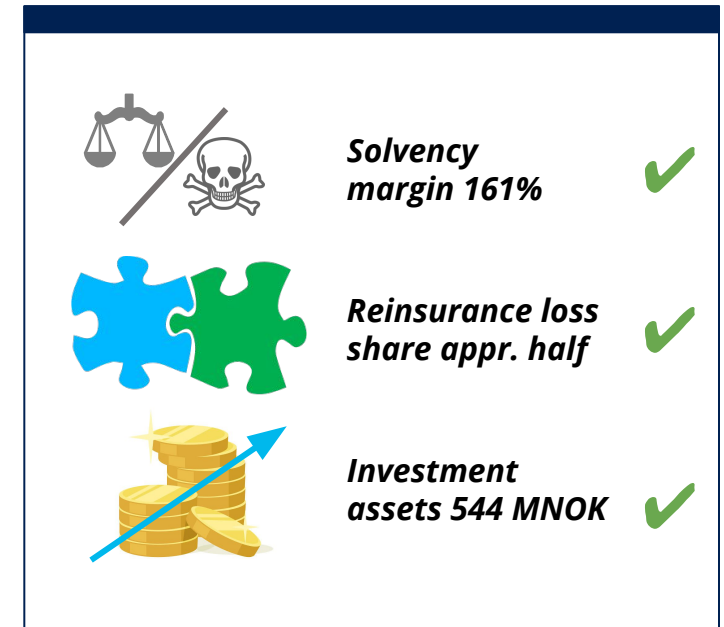 Solvency
margin 161%
Reinsurance loss
share appr. half
Investment
assets 544 MNOK